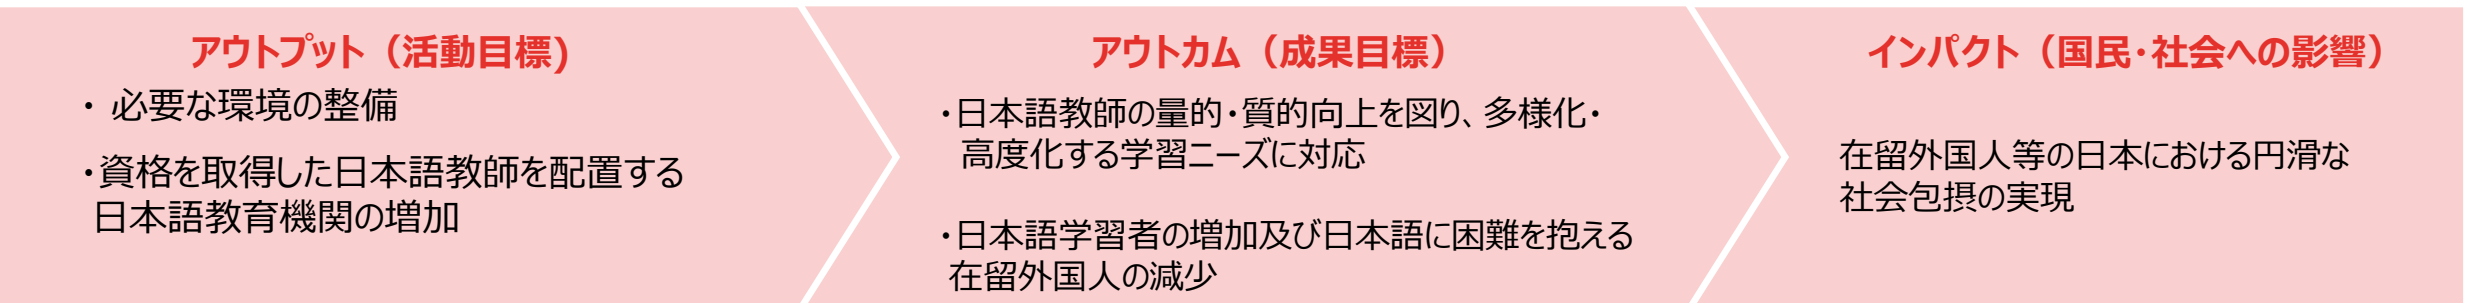 アウトプット（活動目標)
・ 必要な環境の整備
・資格を取得した日本語教師を配置する
日本語教育機関の増加
アウトカム（成果目標）
・日本語教師の量的・質的向上を図り、多様化・
高度化する学習ニーズに対応
・日本語学習者の増加及び日本語に困難を抱える
在留外国人の減少
インパクト（国民・社会への影響）
在留外国人等の日本における円滑な
社会包摂の実現